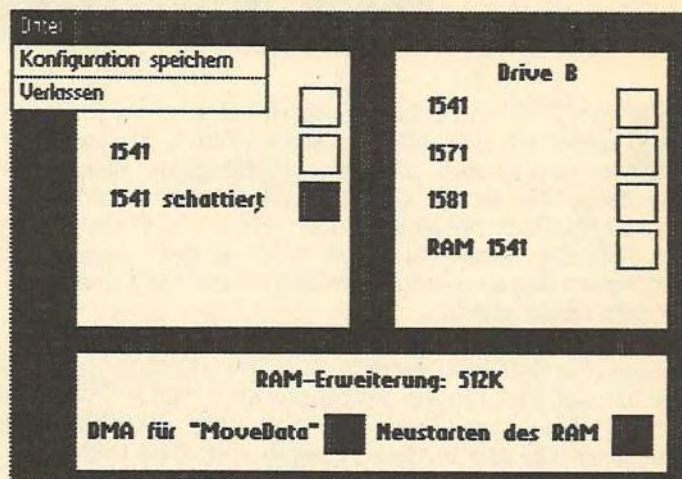 Datei
Konfiguration speichern
Verlassen
1541
1541 schattiert
Drive B
1541
1571
1581
RAM 1541
RAM-Erweiterung: 512K
DMA für "MoveData"
Neustarten des RAM